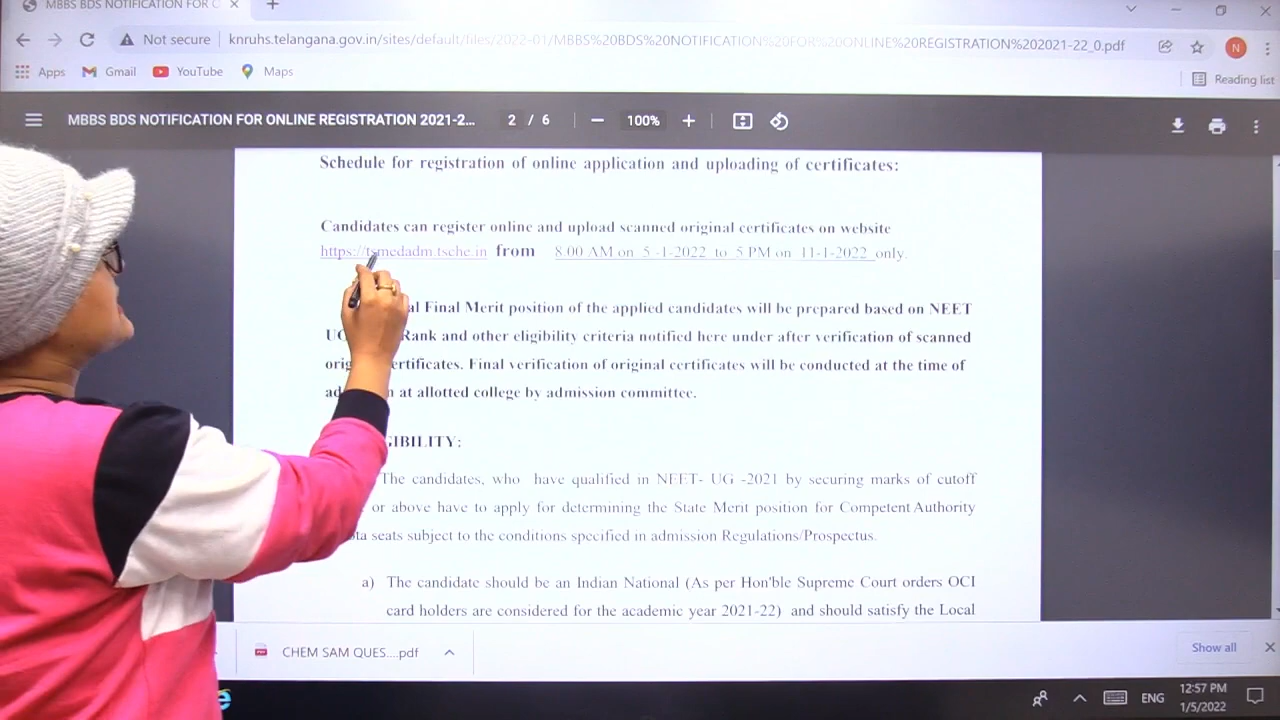 MBBS BDS NOTIFICATION FOR C
Not secure knruhs.telangana.gov.in/sites/default/files/2022-01/MBBS%20BDS%20NOTIFICATION%20FOR%20ONLINE%20REGISTRATION%202021-22_0.pdf
N
Apps Gmail YouTube Maps
Reading list
MBBS BDS NOTIFICATION FOR ONLINE REGISTRATION 2021-2... 2 / 6 100%
Schedule for registration of online application and uploading of certificates:
Candidates can register online and upload scanned original certificates on website
https://tsmedadm.tsche.in from 8.00 AM on 5 -1-2022 to 5 PM on 11-1-2022 only.
Final Merit position of the applied candidates will be prepared based on NEET
Rank and other eligibility criteria notified here under after verification of scanned
Final verification of original certificates will be conducted at the time of
at allotted college by admission committee.
The candidates, who have qualified in NEET- UG -2021 by securing marks of cutoff
or above have to apply for determining the State Merit position for Competent Authority
seats subject to the conditions specified in admission Regulations/Prospectus.
a) The candidate should be an Indian National (As per Hon'ble Supreme Court orders OCI
card holders are considered for the academic year 2021-22) and should satisfy the Local
CHEM SAM QUES....pdf
Show all
ENG
12:57 PM
1/5/2022